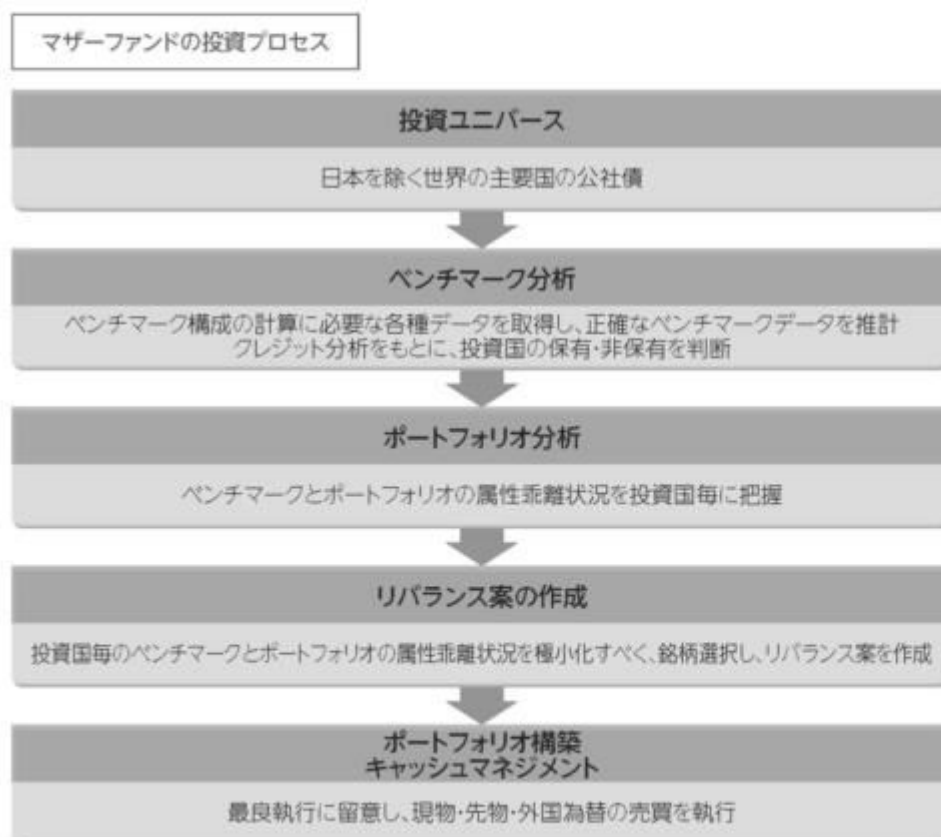 マザーファンドの投資プロセス
投資ユニバース
日本を除く世界の主要国の公社債
ベンチマーク分析
ベンチマーク構成の計算に必要な各種データを取得し、正確なベンチマークデータを推計
クレジット分析をもとに、投資国の保有・非保有を判断
ポートフォリオ分析
ベンチマークとポートフォリオの属性乖離状況を投資国毎に把握
リバランス案の作成
投資国毎のベンチマークとポートフォリオの属性乖離状況を極小化すべく、銘柄選択し、リバランス案を作成
ポートフォリオ構築
キャッシュマネジメント
最良執行に留意し、現物・先物・外国為替の売買を執行